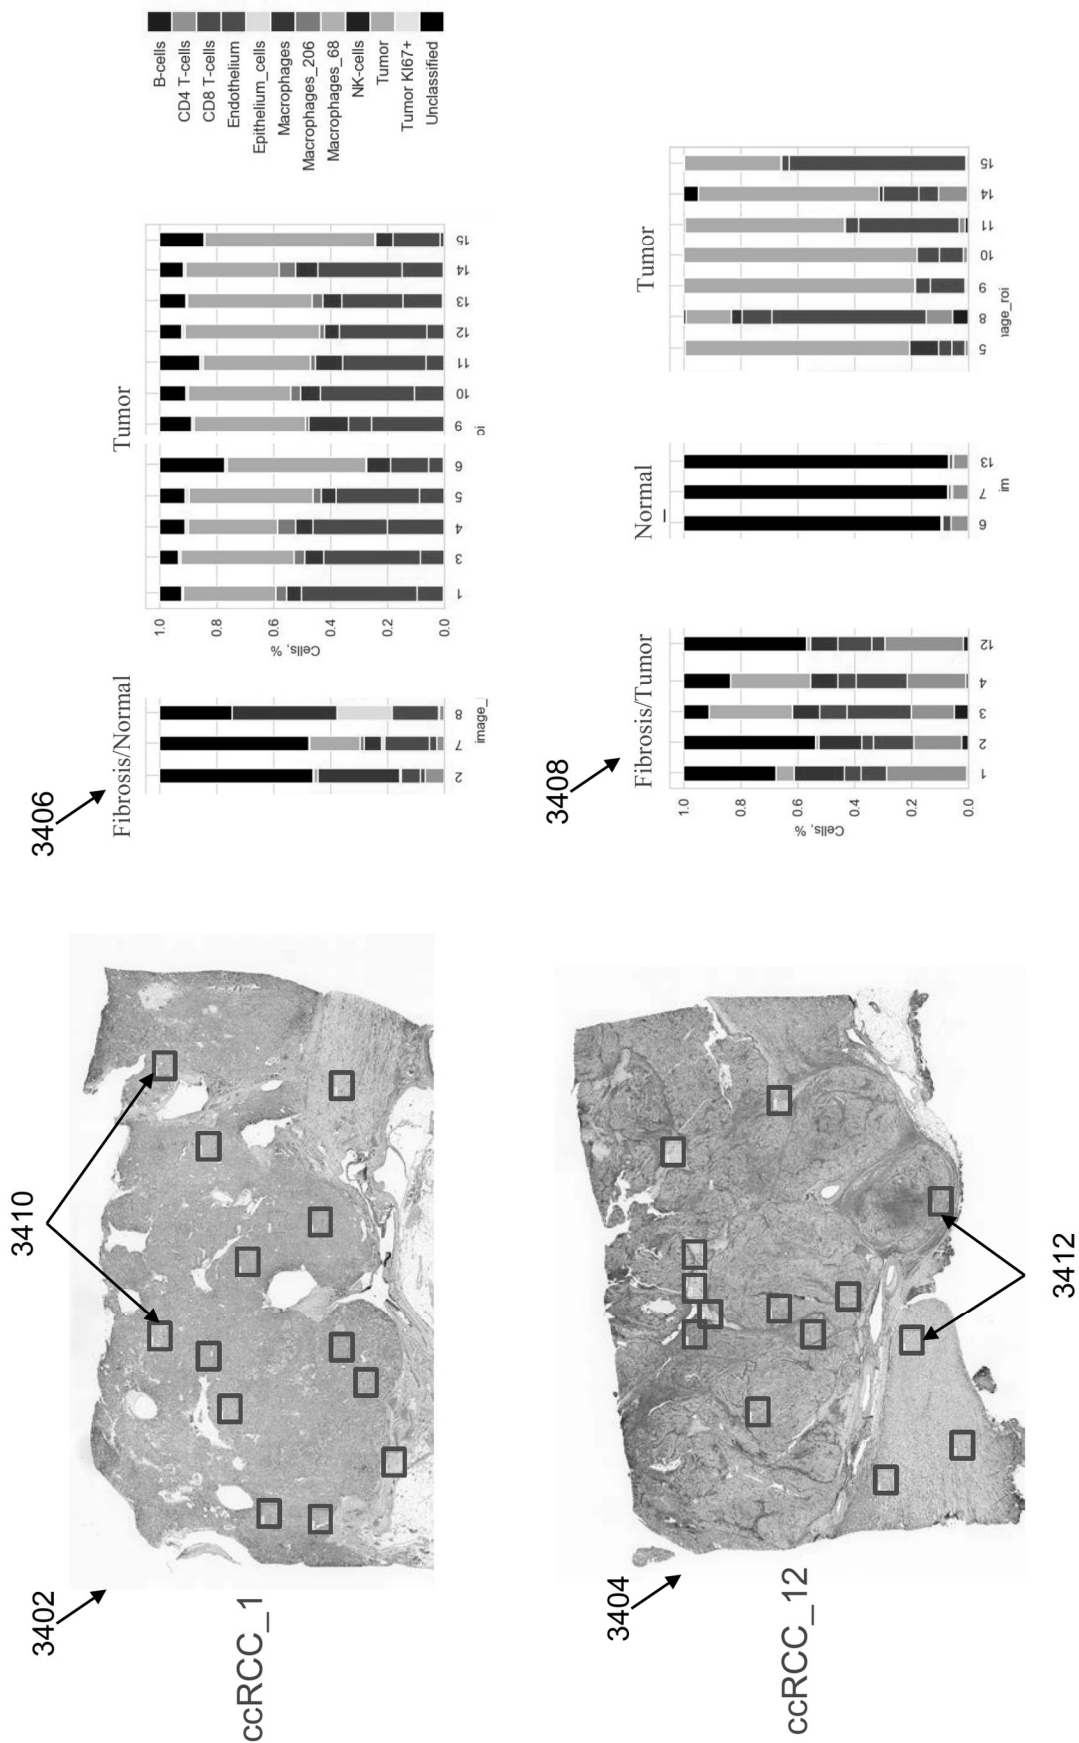 3402
ccRCC_1
3410
3406
Fibrosis/Normal
Tumor
Cells, %
1.0
0.8
0.6
0.4
0.2
0.0
2
7
8
image_
1
3
4
5
6
9
10
11
12
13
14
15
ic
B-cells
CD4 T-cells
CD8 T-cells
Endothelium
Epithelium_cells
Macrophages
Macrophages_206
Macrophages_68
NK-cells
Tumor
Tumor KI67+
Unclassified
3404
ccRCC_12
3412
3408
Fibrosis/Tumor
Normal
Tumor
Cells, %
1.0
0.8
0.6
0.4
0.2
0.0
1
2
3
4
12
6
7
13
im
5
8
9
10
11
14
15
nage_roi